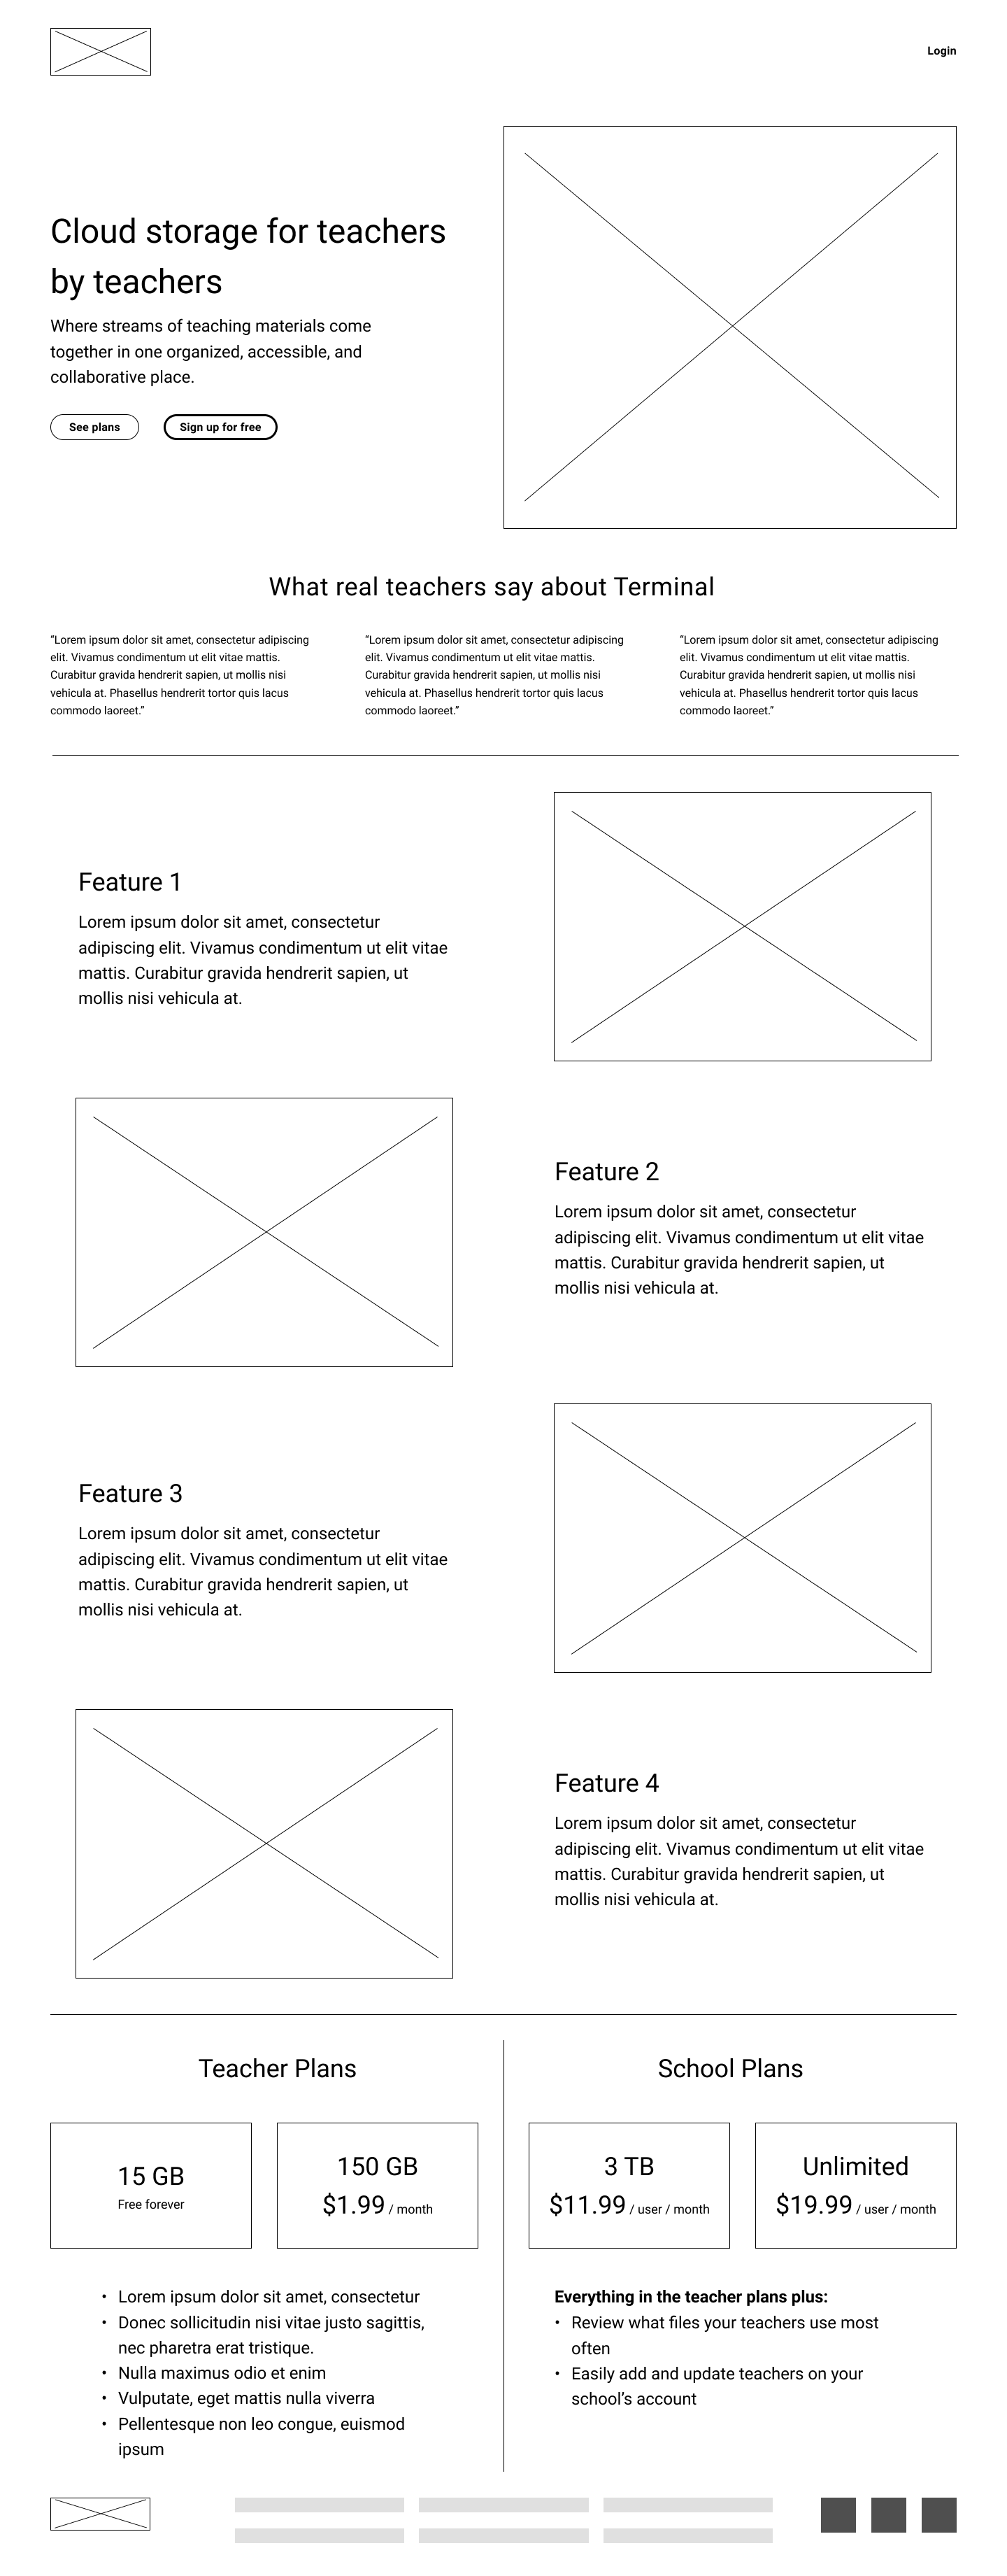 Login
Cloud storage for teachers
by teachers
Where streams of teaching materials come
together in one organized, accessible, and
collaborative place.
See plans
Sign up for free
What real teachers say about Terminal
“Lorem ipsum dolor sit amet, consectetur adipiscing
elit. Vivamus condimentum ut elit vitae mattis.
Curabitur gravida hendrerit sapien, ut mollis nisi
vehicula at. Phasellus hendrerit tortor quis lacus
commodo laoreet.”
“Lorem ipsum dolor sit amet, consectetur adipiscing
elit. Vivamus condimentum ut elit vitae mattis.
Curabitur gravida hendrerit sapien, ut mollis nisi
vehicula at. Phasellus hendrerit tortor quis lacus
commodo laoreet.”
“Lorem ipsum dolor sit amet, consectetur adipiscing
elit. Vivamus condimentum ut elit vitae mattis.
Curabitur gravida hendrerit sapien, ut mollis nisi
vehicula at. Phasellus hendrerit tortor quis lacus
commodo laoreet.”
Feature 1
Lorem ipsum dolor sit amet, consectetur
adipiscing elit. Vivamus condimentum ut elit vitae
mattis. Curabitur gravida hendrerit sapien, ut
mollis nisi vehicula at.
Feature 2
Lorem ipsum dolor sit amet, consectetur
adipiscing elit. Vivamus condimentum ut elit vitae
mattis. Curabitur gravida hendrerit sapien, ut
mollis nisi vehicula at.
Feature 3
Lorem ipsum dolor sit amet, consectetur
adipiscing elit. Vivamus condimentum ut elit vitae
mattis. Curabitur gravida hendrerit sapien, ut
mollis nisi vehicula at.
Feature 4
Lorem ipsum dolor sit amet, consectetur
adipiscing elit. Vivamus condimentum ut elit vitae
mattis. Curabitur gravida hendrerit sapien, ut
mollis nisi vehicula at.
Teacher Plans
15 GB
Free forever
150 GB
$1.99 / month
• Lorem ipsum dolor sit amet, consectetur
• Donec sollicitudin nisi vitae justo sagittis,
nec pharetra erat tristique.
• Nulla maximus odio et enim
• Vulputate, eget mattis nulla viverra
• Pellentesque non leo congue, euismod
ipsum
School Plans
3 TB
$11.99 / user / month
Unlimited
$19.99 / user / month
Everything in the teacher plans plus:
• Review what files your teachers use most
often
• Easily add and update teachers on your
school’s account